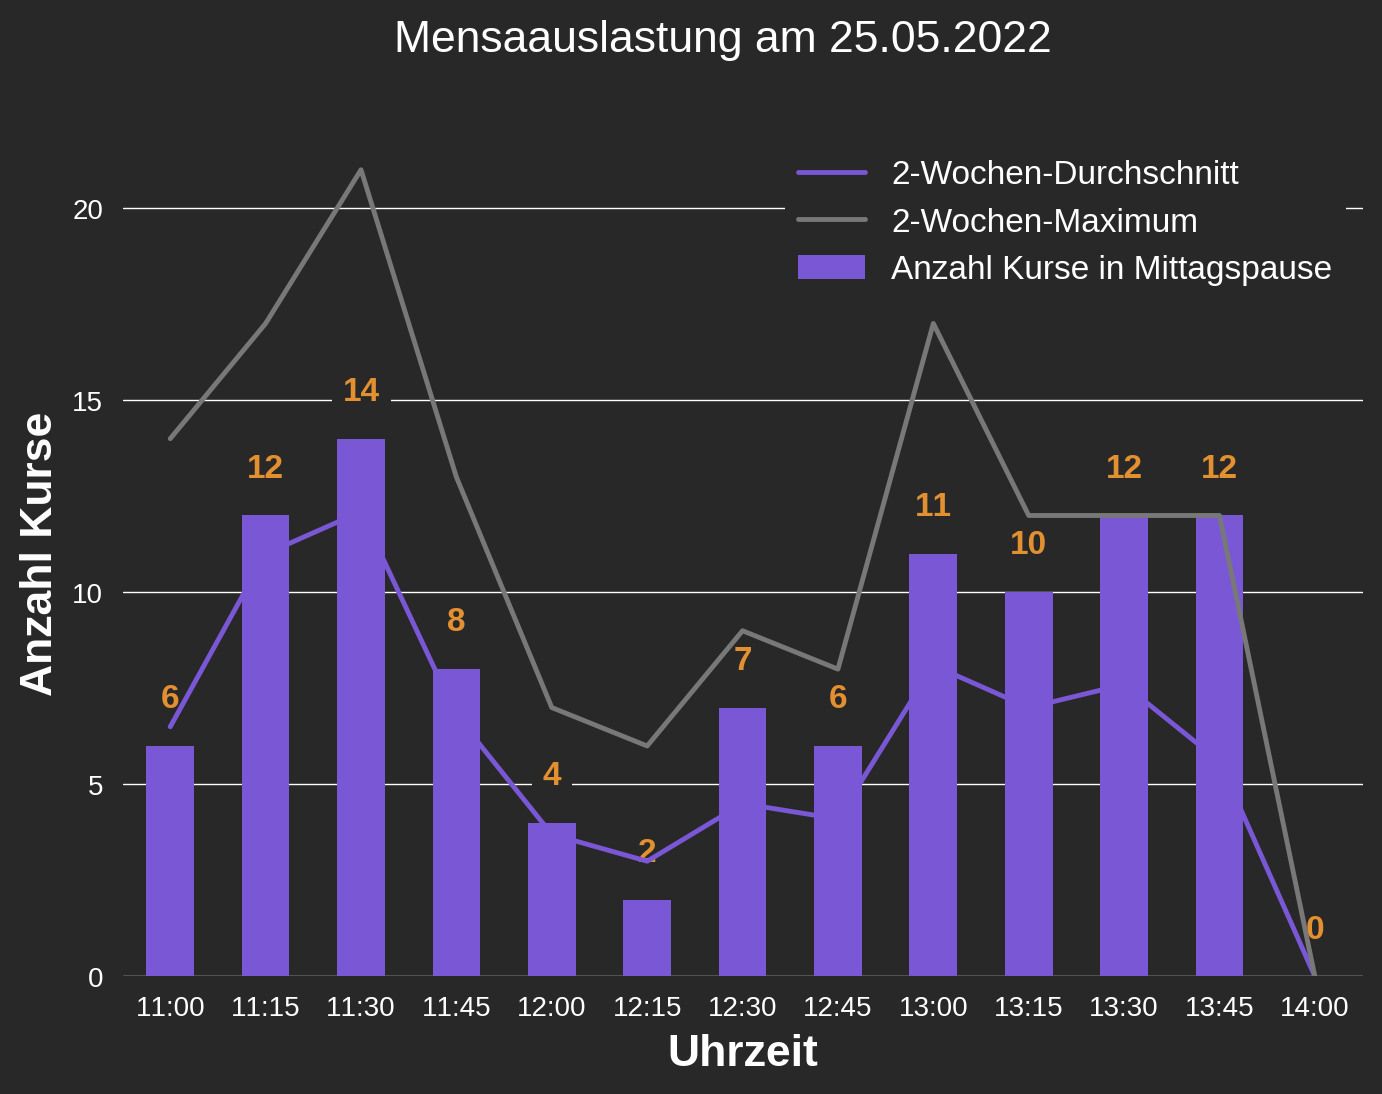 Mensaauslastung am 25.05.2022
2-Wochen-Durchschnitt
2-Wochen-Maximum
Anzahl Kurse in Mittagspause
Anzahl Kurse
20
15
10
5
0
6
12
14
8
4
2
7
6
11
10
12
12
0
11:00 11:15 11:30 11:45 12:00 12:15 12:30 12:45 13:00 13:15 13:30 13:45 14:00
Uhrzeit